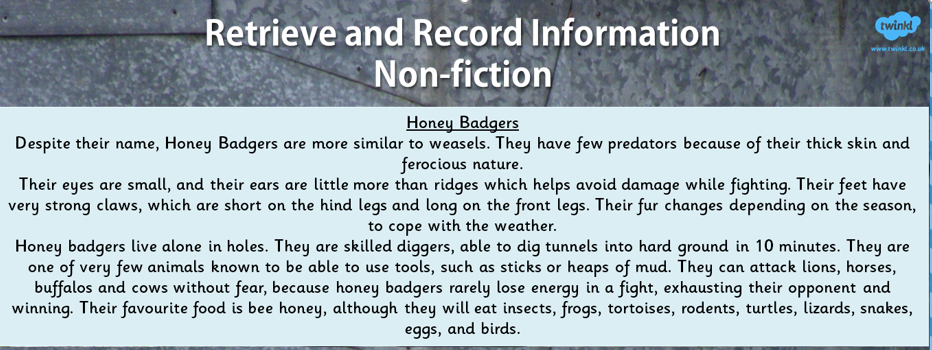 Retrieve and Record Information
Non-fiction
twinkl
www.twinkl.co.uk
Honey Badgers
Despite their name, Honey Badgers are more similar to weasels. They have few predators because of their thick skin and
ferocious nature.
Their eyes are small, and their ears are little more than ridges which helps avoid damage while fighting. Their feet have
very strong claws, which are short on the hind legs and long on the front legs. Their fur changes depending on the season,
to cope with the weather.
Honey badgers live alone in holes. They are skilled diggers, able to dig tunnels into hard ground in 10 minutes. They are
one of very few animals known to be able to use tools, such as sticks or heaps of mud. They can attack lions, horses,
buffalos and cows without fear, because honey badgers rarely lose energy in a fight, exhausting their opponent and
winning. Their favourite food is bee honey, although they will eat insects, frogs, tortoises, rodents, turtles, lizards, snakes,
eggs, and birds.